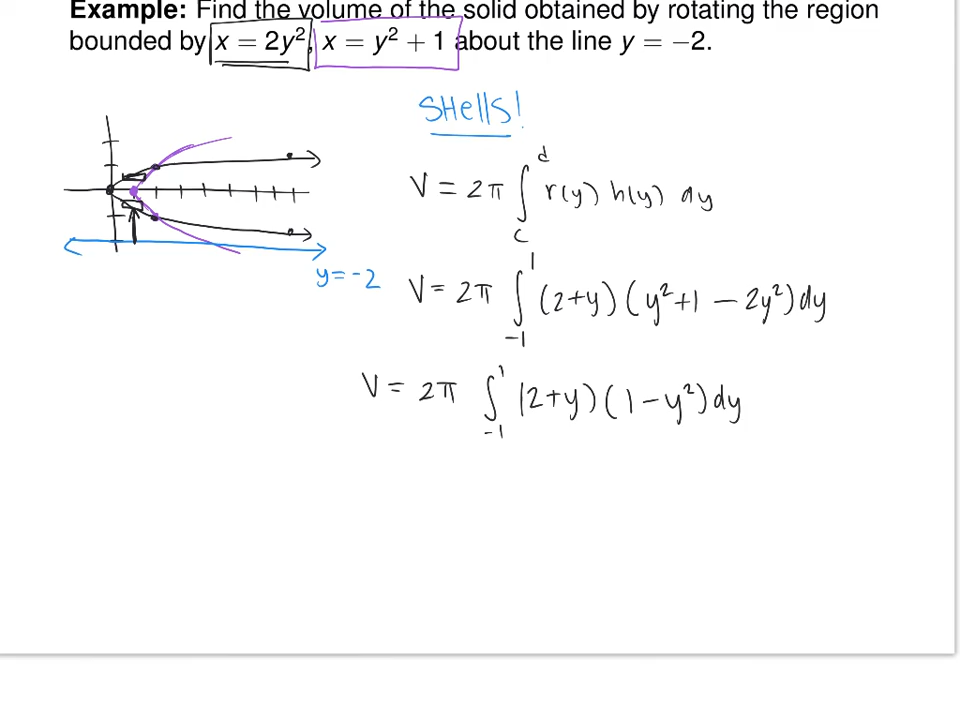 Example: Find the volume of the solid obtained by rotating the region
bounded by x = 2y², x = y² + 1 about the line y = −2.
SHellS!
V = 2π ∫_c^d r(y) h(y) dy
y = -2
V = 2π ∫_{-1}^{1} (2+y)(y²+1 − 2y²)dy
V = 2π ∫_{-1}^{1} (2+y)(1−y²)dy